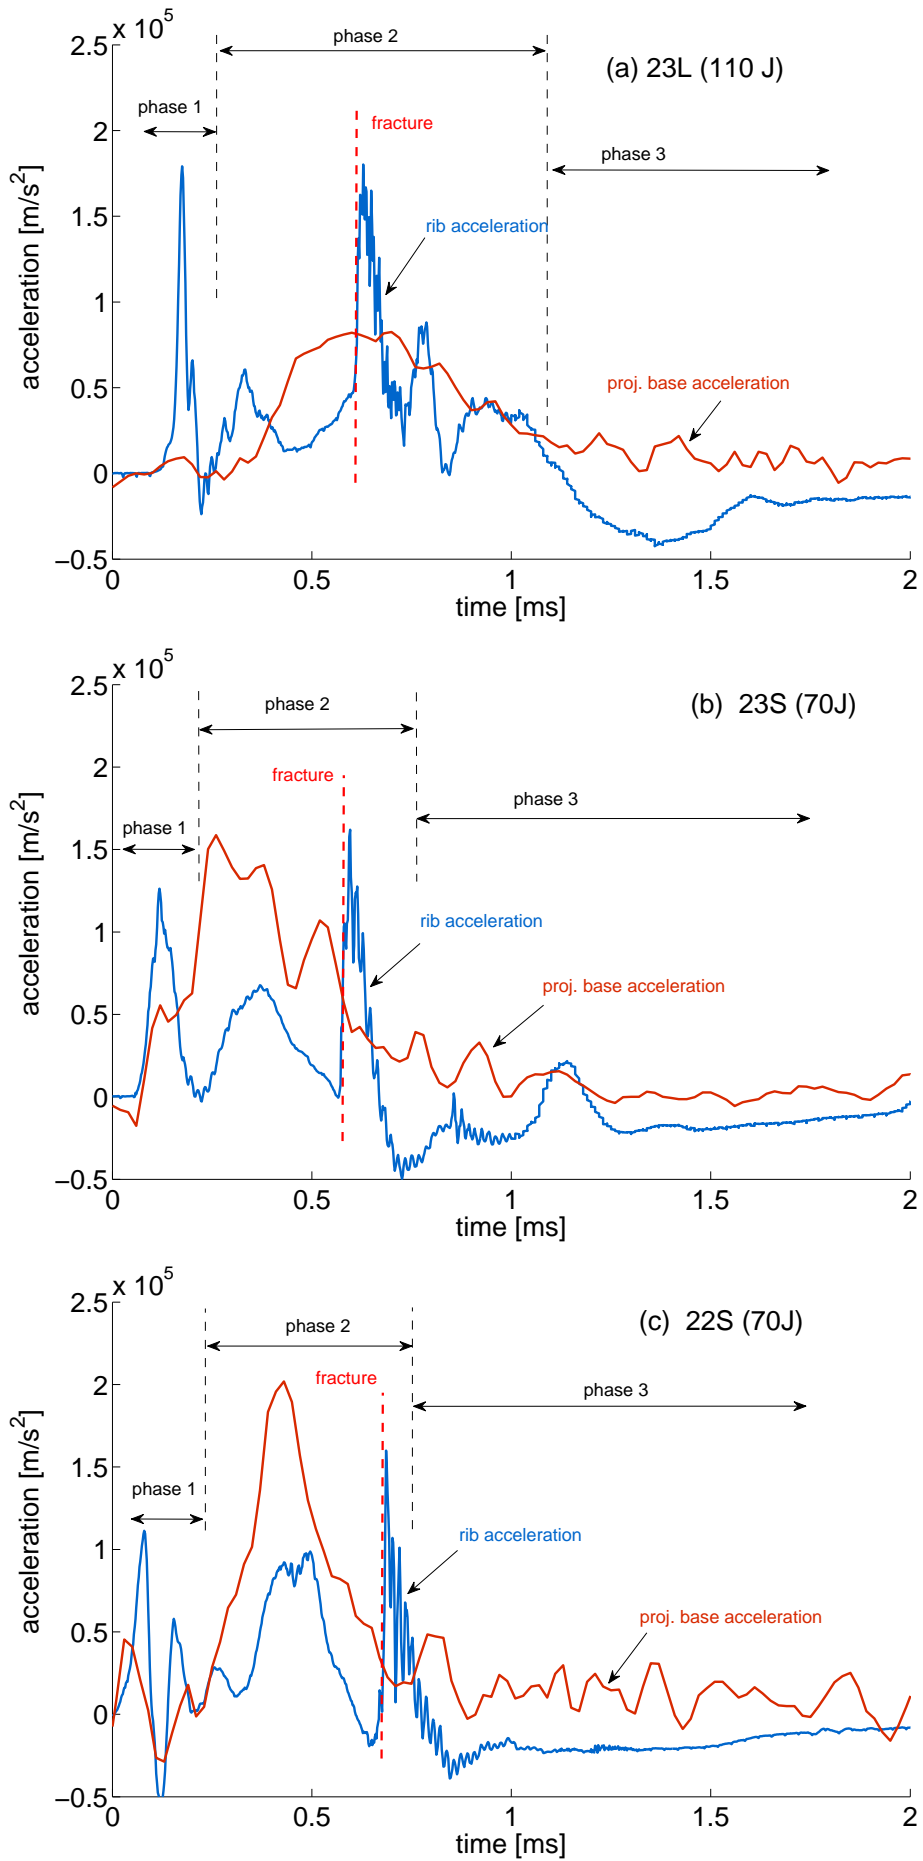 x 10^5
2.5
phase 2
(a) 23L (110 J)
phase 1
2
fracture
phase 3
1.5
rib acceleration
acceleration [m/s^2]
1
proj. base acceleration
0.5
0
−0.5
0 0.5 1 1.5 2
time [ms]
x 10^5
2.5
phase 2
(b) 23S (70J)
2
fracture
phase 3
phase 1
1.5
rib acceleration
acceleration [m/s^2]
1
proj. base acceleration
0.5
0
−0.5
0 0.5 1 1.5 2
time [ms]
x 10^5
2.5
phase 2
(c) 22S (70J)
fracture
phase 3
2
phase 1
1.5
rib acceleration
acceleration [m/s^2]
1
proj. base acceleration
0.5
0
−0.5
0 0.5 1 1.5 2
time [ms]